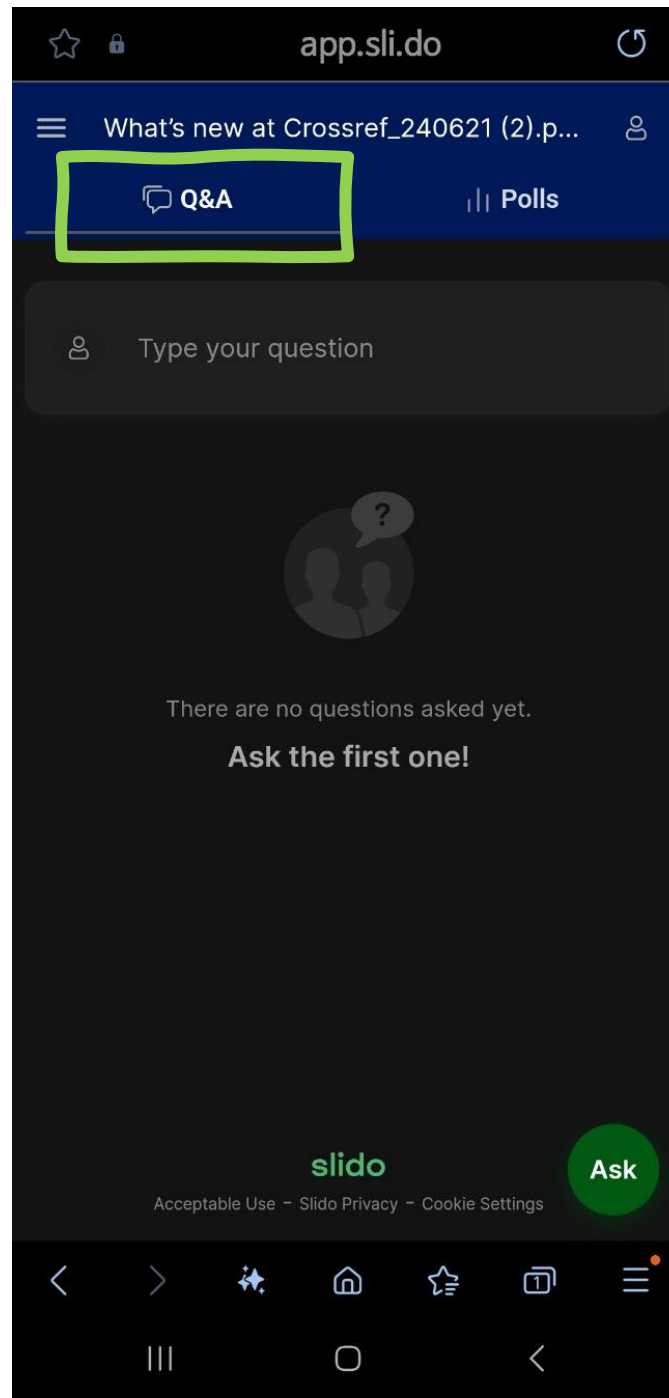 app.sli.do
What's new at Crossref_240621 (2).p...
Q&A
Polls
Type your question
?
There are no questions asked yet.
Ask the first one!
slido
Ask
Acceptable Use - Slido Privacy - Cookie Settings
1